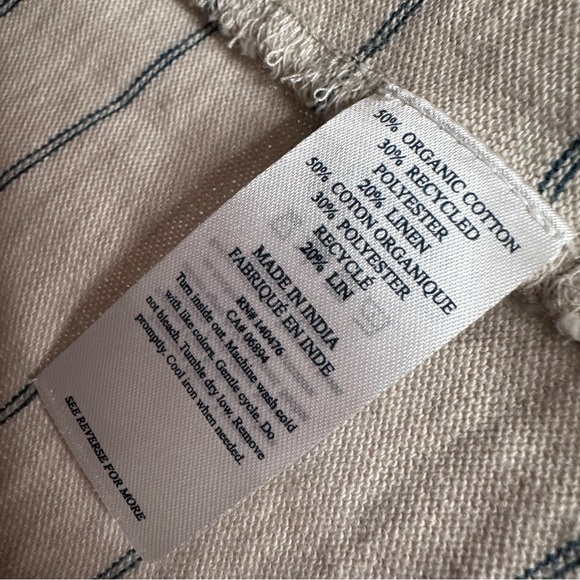 50% ORGANIC COTTON
30% RECYCLED
POLYESTER
20% LINEN
50% COTON ORGANIQUE
30% POLYESTER
RECYCLÉ
20% LIN
MADE IN INDIA
FABRIQUE EN INDE
RN# 140476
CA# 06894
Turn inside out. Machine wash cold
with like colors. Gentle cycle. Do
not bleach. Tumble dry low. Remove
promptly. Cool iron when needed.
SEE REVERSE FOR MORE